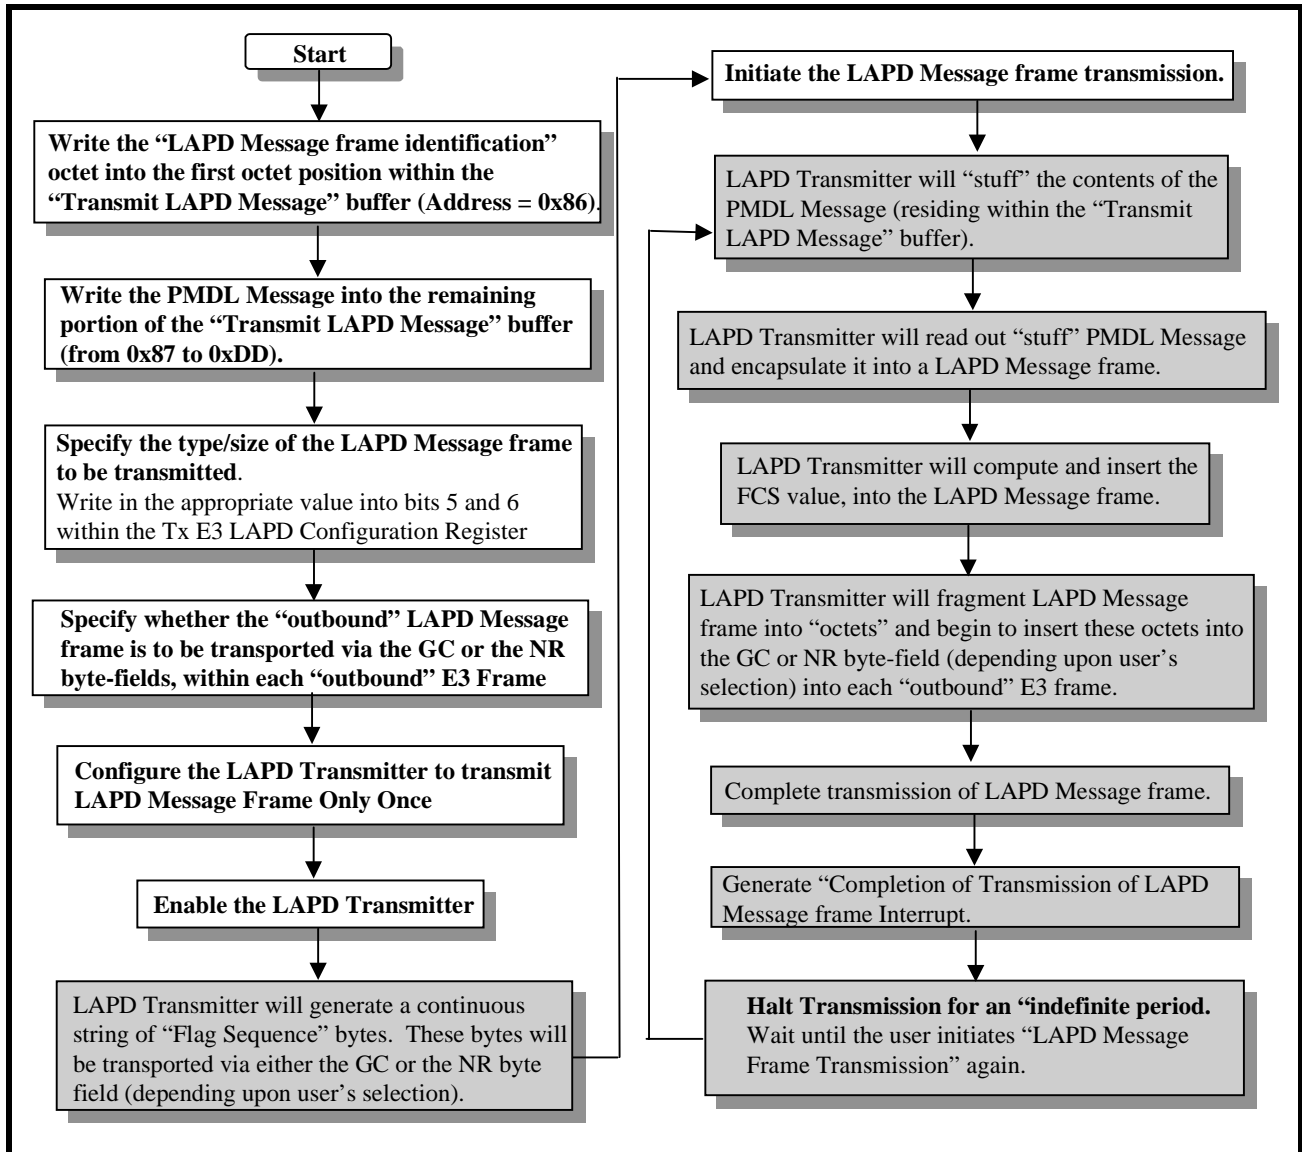 Start
Write the “LAPD Message frame identification”
octet into the first octet position within the
“Transmit LAPD Message” buffer (Address = 0x86).
Write the PMDL Message into the remaining
portion of the “Transmit LAPD Message” buffer
(from 0x87 to 0xDD).
Specify the type/size of the LAPD Message frame
to be transmitted.
Write in the appropriate value into bits 5 and 6
within the Tx E3 LAPD Configuration Register
Specify whether the “outbound” LAPD Message
frame is to be transported via the GC or the NR
byte-fields, within each “outbound” E3 Frame
Configure the LAPD Transmitter to transmit
LAPD Message Frame Only Once
Enable the LAPD Transmitter
LAPD Transmitter will generate a continuous
string of “Flag Sequence” bytes.  These bytes will
be transported via either the GC or the NR byte
field (depending upon user’s selection).
Initiate the LAPD Message frame transmission.
LAPD Transmitter will “stuff” the contents of the
PMDL Message (residing within the “Transmit
LAPD Message” buffer).
LAPD Transmitter will read out “stuff” PMDL Message
and encapsulate it into a LAPD Message frame.
LAPD Transmitter will compute and insert the
FCS value, into the LAPD Message frame.
LAPD Transmitter will fragment LAPD Message
frame into “octets” and begin to insert these octets into
the GC or NR byte-field (depending upon user’s
selection) into each “outbound” E3 frame.
Complete transmission of LAPD Message frame.
Generate “Completion of Transmission of LAPD
Message frame Interrupt.
Halt Transmission for an “indefinite period.
Wait until the user initiates “LAPD Message
Frame Transmission” again.